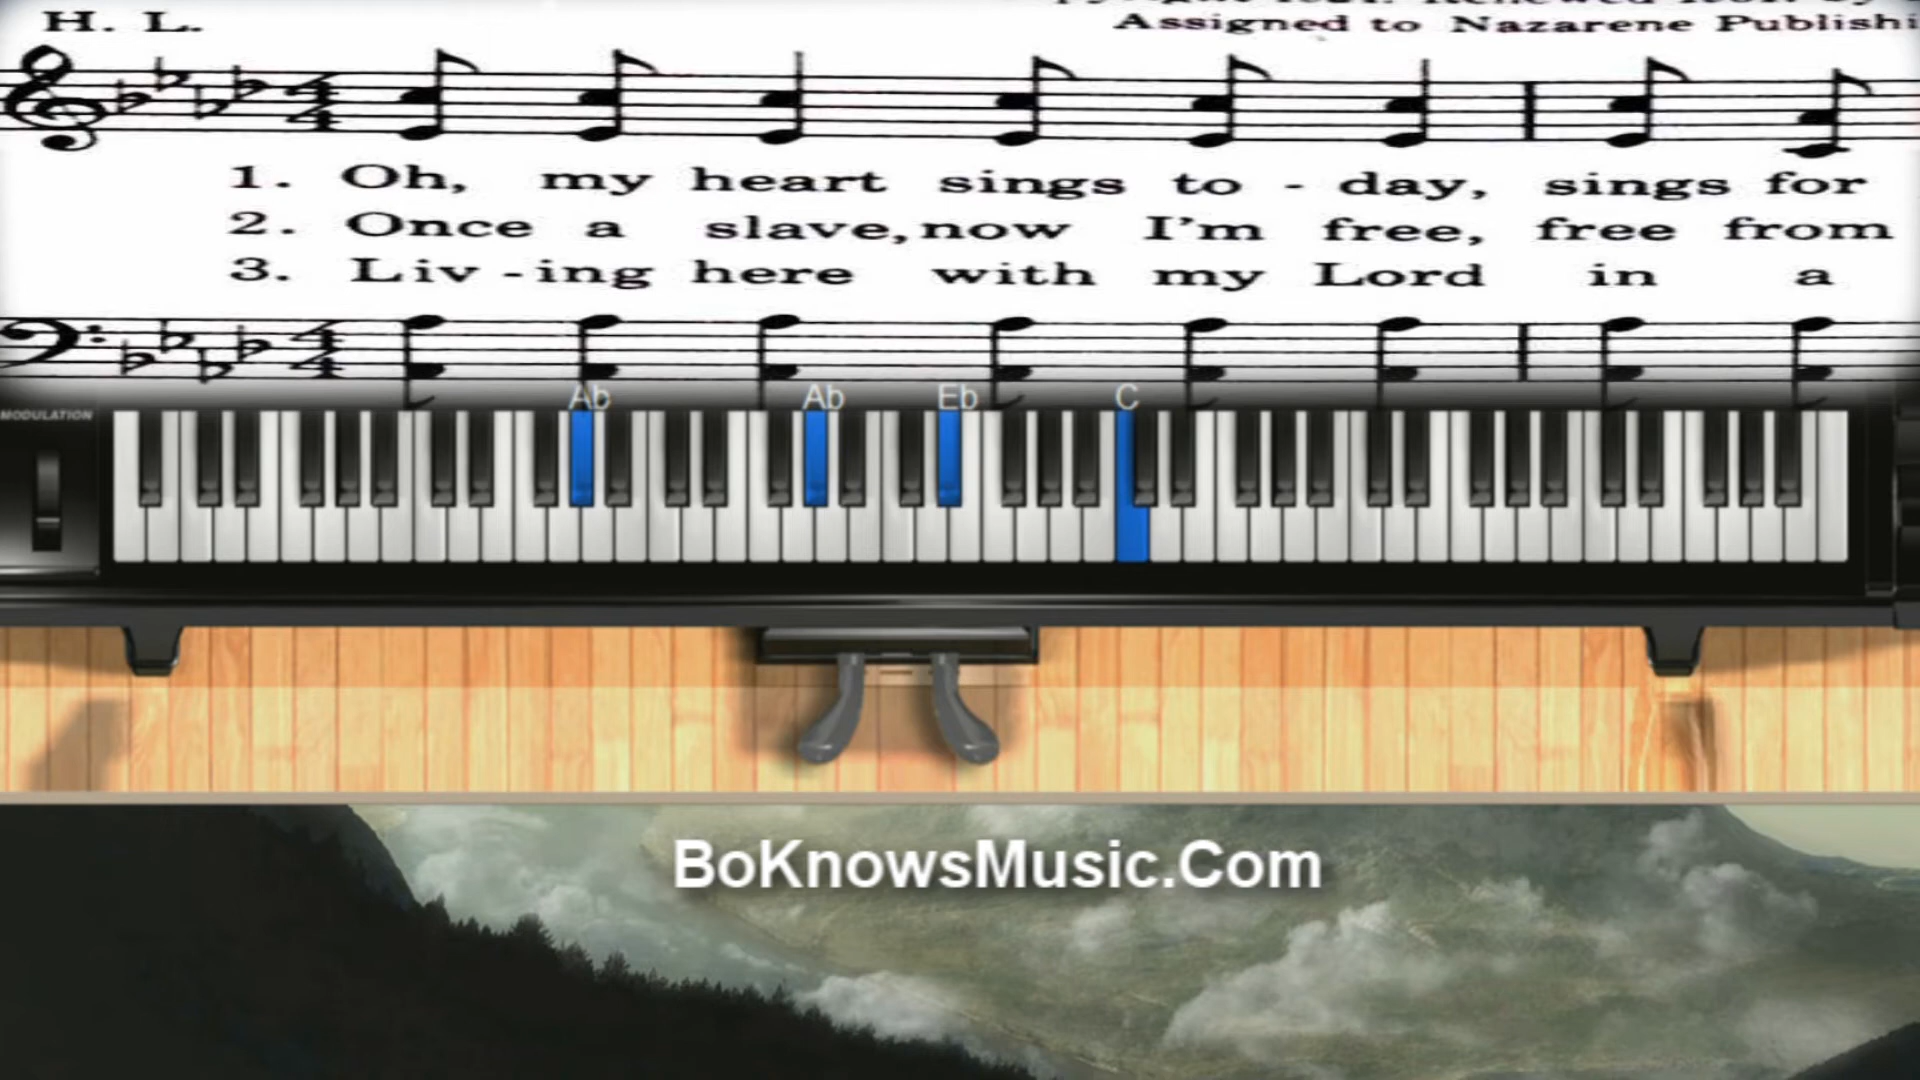 H. L.
Assigned to Nazarene Publishi
1. Oh, my heart sings to - day, sings for
2. Once a slave, now I'm free, free from
3. Liv - ing here with my Lord in a
Ab Ab Eb C
MODULATION
BoKnowsMusic.Com